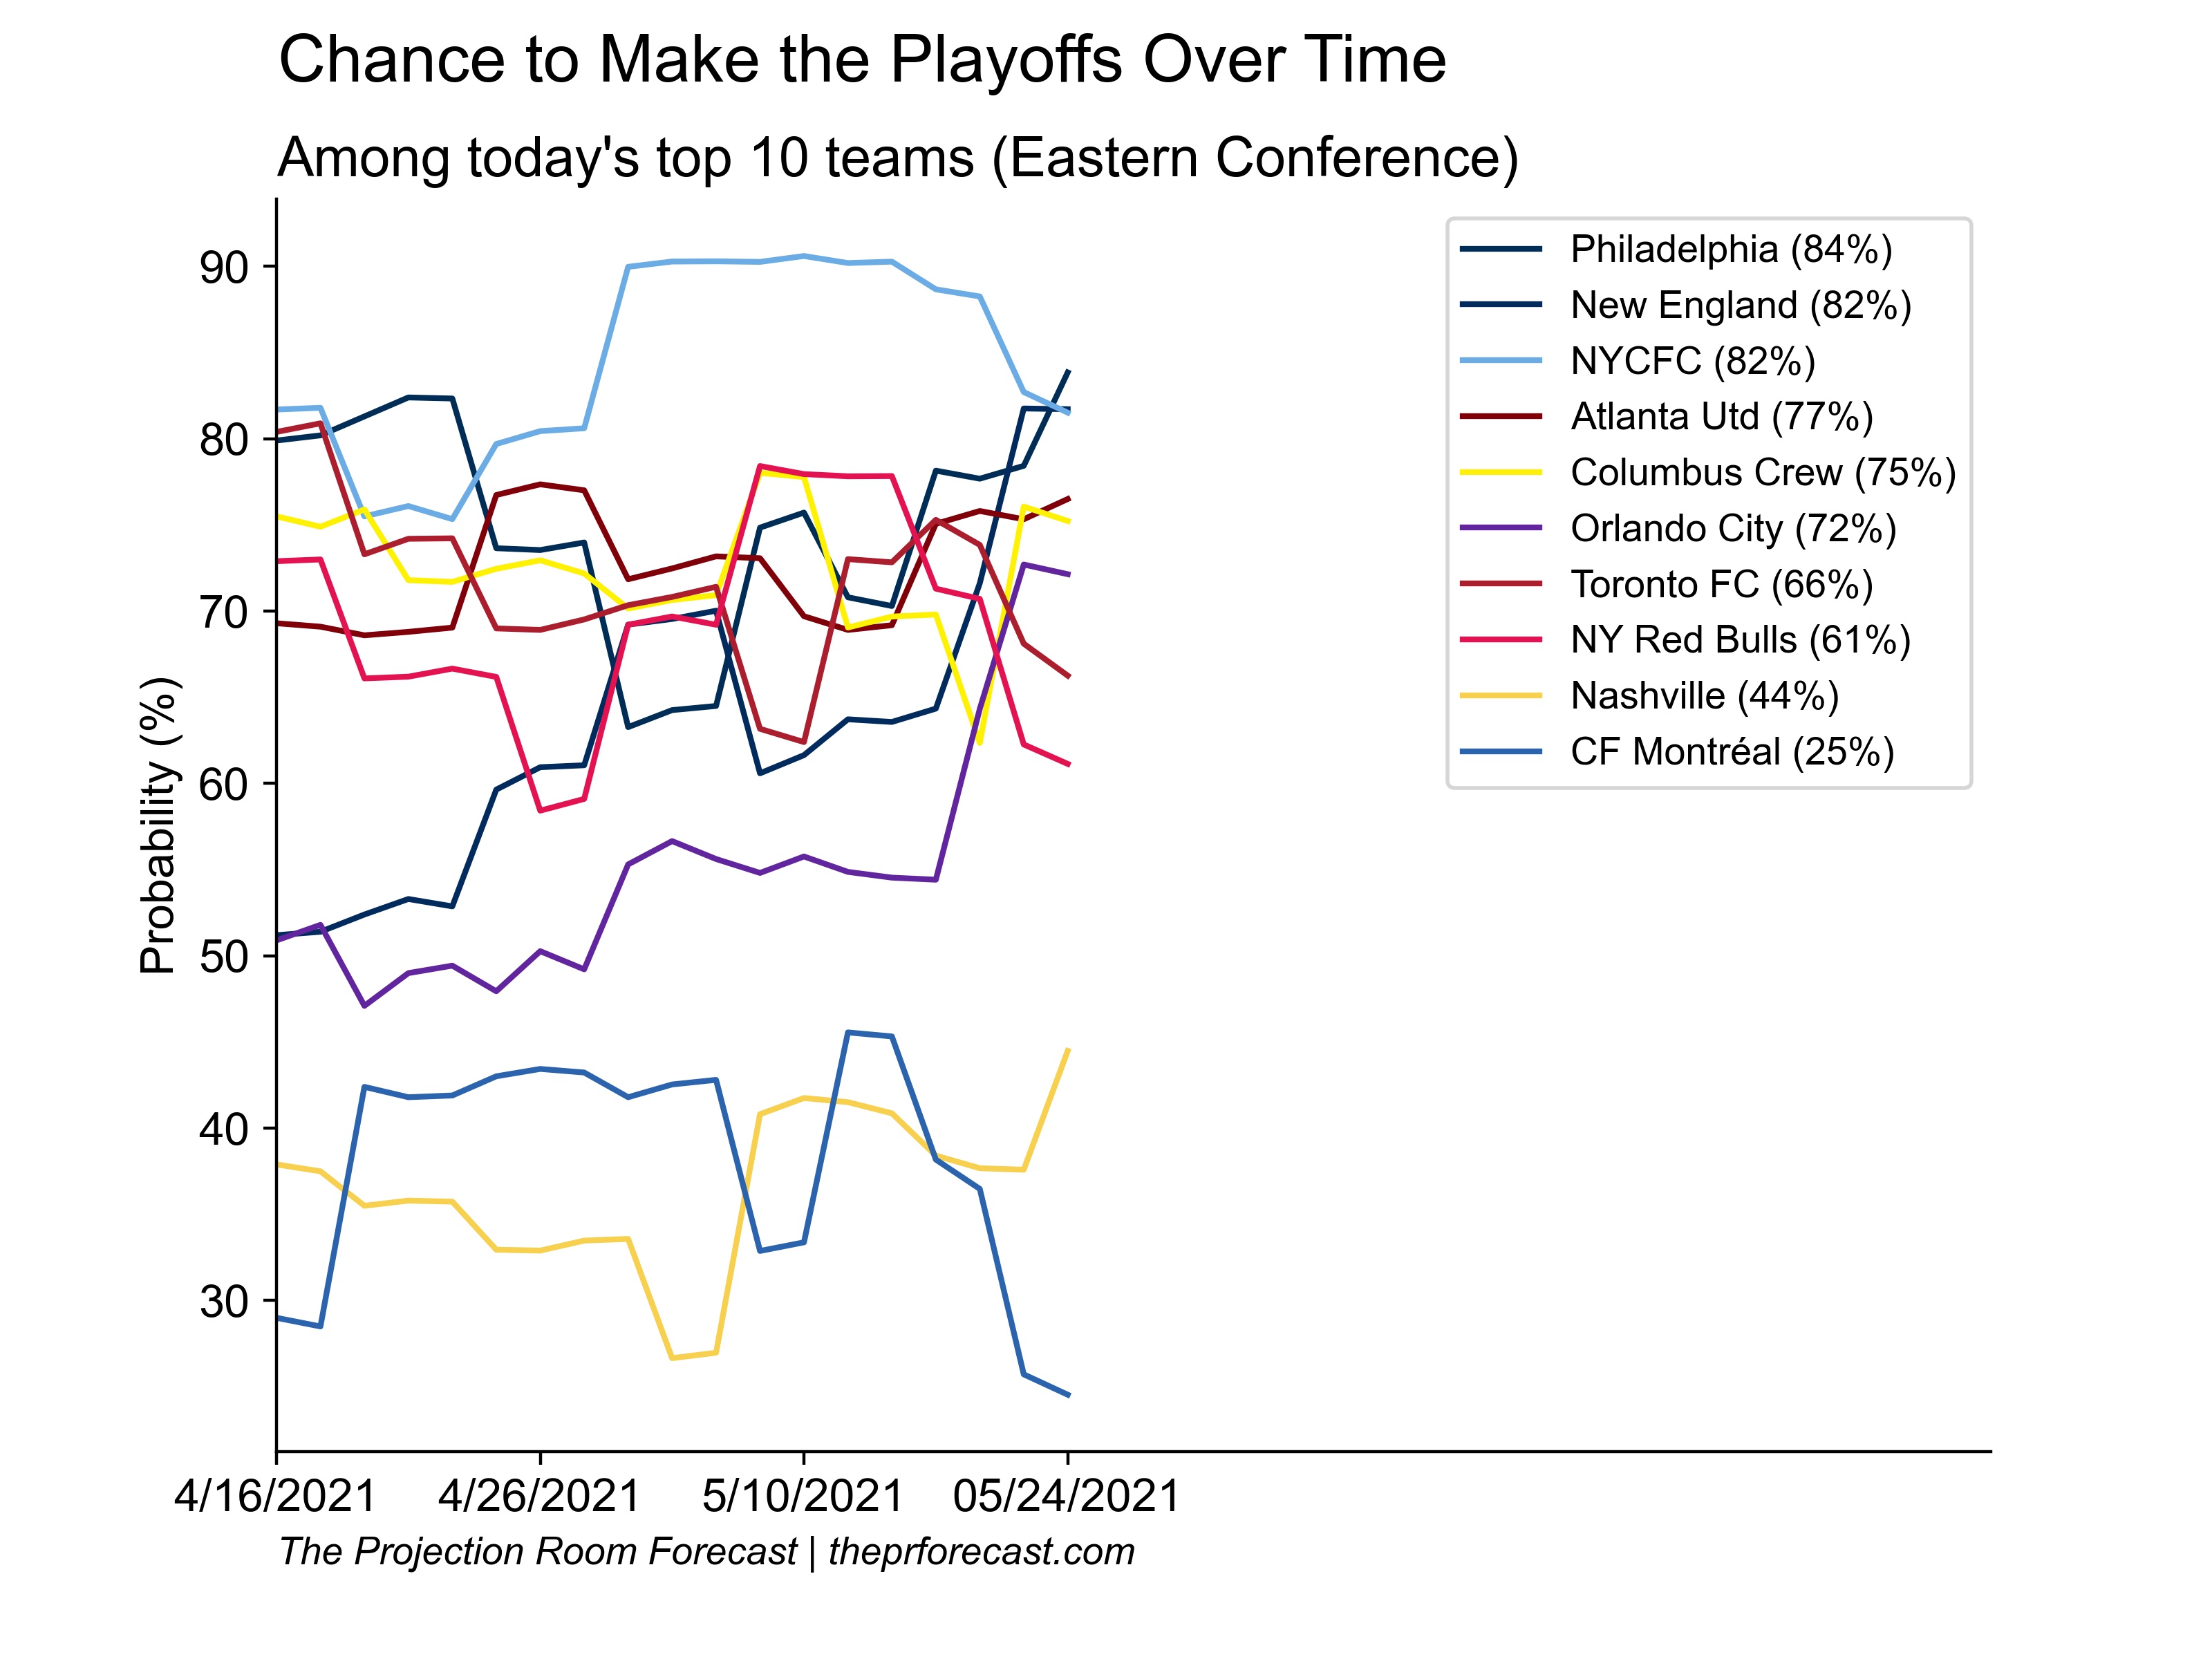 Chance to Make the Playoffs Over Time
Among today's top 10 teams (Eastern Conference)
Philadelphia (84%)
New England (82%)
NYCFC (82%)
Atlanta Utd (77%)
Columbus Crew (75%)
Orlando City (72%)
Toronto FC (66%)
NY Red Bulls (61%)
Nashville (44%)
CF Montréal (25%)
Probability (%)
90
80
70
60
50
40
30
4/16/2021 4/26/2021 5/10/2021 05/24/2021
The Projection Room Forecast | theprforecast.com